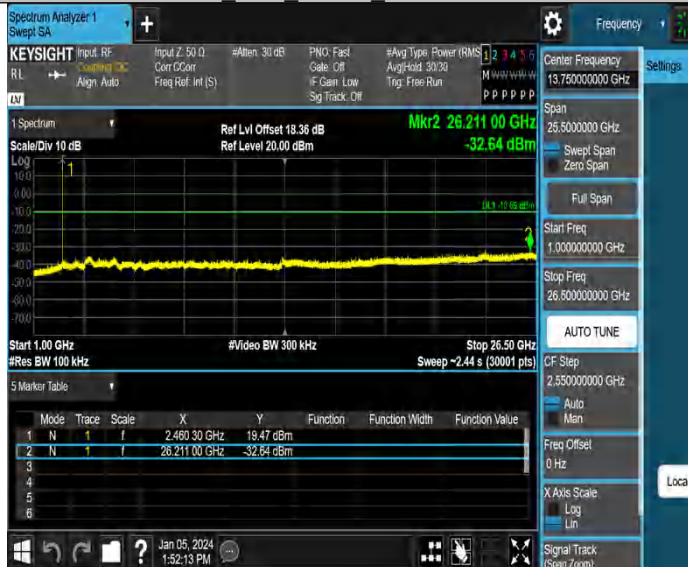 Spectrum Analyzer 1
Swept SA
Frequency
Settings
KEYSIGHT Input: RF
RL
Coupling: DC
Align: Auto
Input Z: 50 Ω
Corr CCorr
Freq Ref: Int (S)
#Atten: 30 dB
PNO: Fast
Gate: Off
IF Gain: Low
Sig Track: Off
#Avg Type: Power (RMS
Avg|Hold: 30/30
Trig: Free Run
1 2 3 4 5 6
M W W W W W
P P P P P P
1 Spectrum
Scale/Div 10 dB
Log
Ref Lvl Offset 18.36 dB
Ref Level 20.00 dBm
Mkr2 26.211 00 GHz
-32.64 dBm
10.0
0.00
-10.0
-20.0
-30.0
-40.0
-50.0
-60.0
-70.0
1
2
Start 1.00 GHz
#Res BW 100 kHz
#Video BW 300 kHz
Stop 26.50 GHz
Sweep ~2.44 s (30001 pts)
5 Marker Table
Mode Trace Scale X Y Function Function Width Function Value
1 N 1 f 2.460 30 GHz 19.47 dBm
2 N 1 f 26.211 00 GHz -32.64 dBm
3
4
5
6
Jan 05, 2024
1:52:13 PM
Center Frequency
13.750000000 GHz
Span
25.5000000 GHz
Swept Span
Zero Span
Full Span
Start Freq
1.000000000 GHz
Stop Freq
26.500000000 GHz
AUTO TUNE
CF Step
2.550000000 GHz
Auto
Man
Freq Offset
0 Hz
X Axis Scale
Log
Lin
Signal Track
(Span Zoom)
Loca